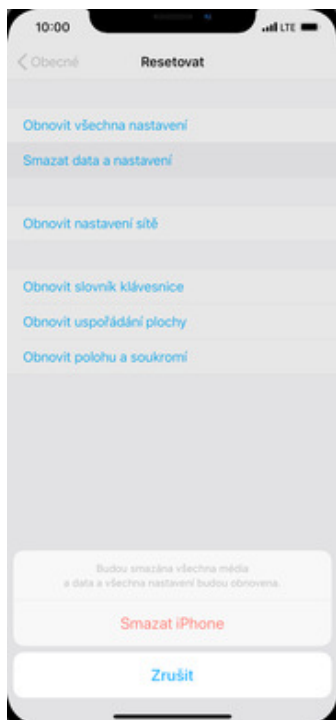 10:00
LTE
Obecné
Resetovat
Obnovit všechna nastavení
Smazat data a nastavení
Obnovit nastavení sítě
Obnovit slovník klávesnice
Obnovit uspořádání plochy
Obnovit polohu a soukromí
Budou smazána všechna média
a data a všechna nastavení budou obnovena.
Smazat iPhone
Zrušit